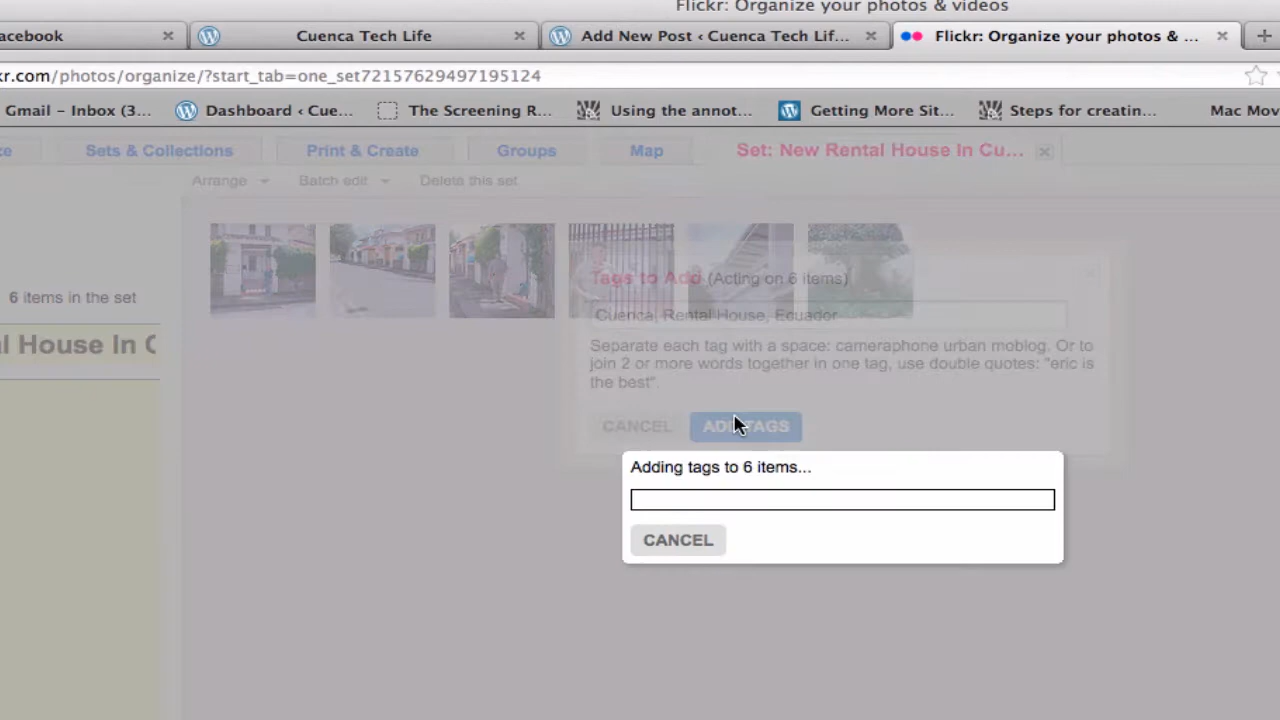 Flickr: Organize your photos & videos
acebook
Cuenca Tech Life
Add New Post ‹ Cuenca Tech Lif...
Flickr: Organize your photos & ...
kr.com/photos/organize/?start_tab=one_set72157629497195124
Gmail – Inbox (3...
Dashboard ‹ Cue...
The Screening R...
Using the annot...
Getting More Sit...
Steps for creatin...
Mac Mov
ze
Sets & Collections
Print & Create
Groups
Map
Set: New Rental House In Cu...
Arrange
Batch edit
Delete this set
6 items in the set
l House In C
Tags to Add (Acting on 6 items)
Cuenca, Rental House, Ecuador
Separate each tag with a space: cameraphone urban moblog. Or to
join 2 or more words together in one tag, use double quotes: "eric is
the best".
CANCEL
ADD TAGS
Adding tags to 6 items...
CANCEL